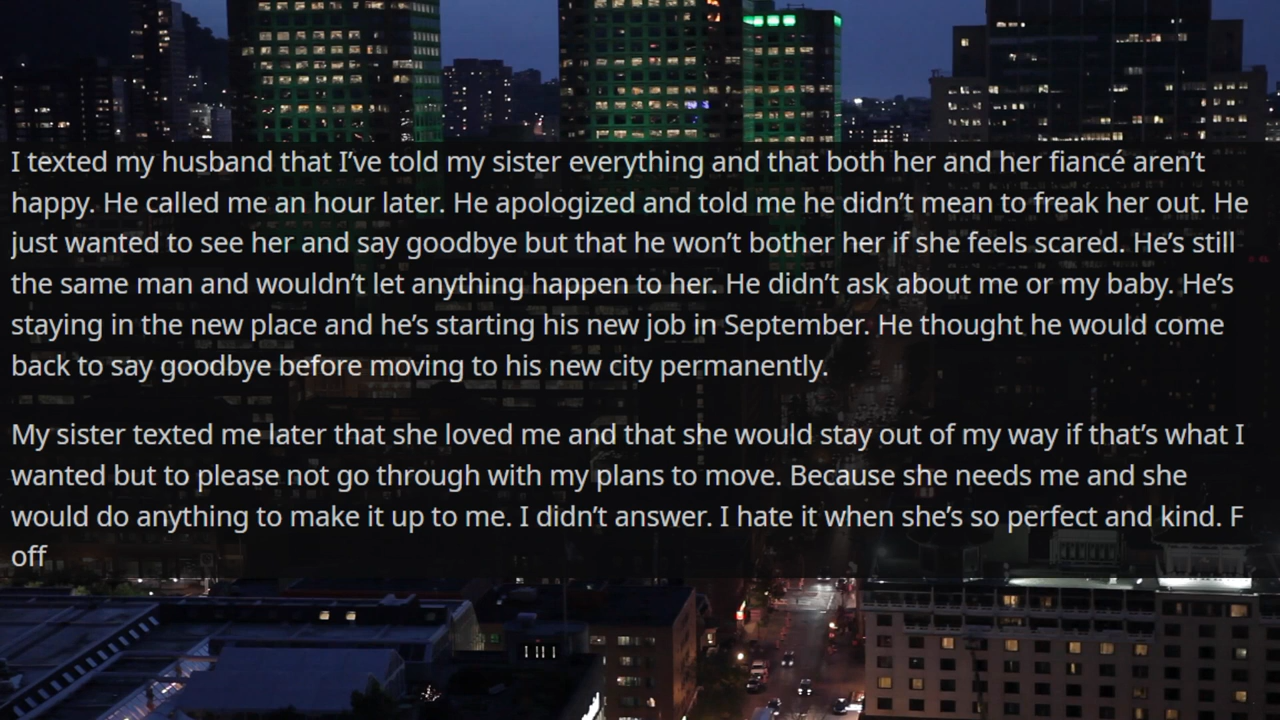 I texted my husband that I’ve told my sister everything and that both her and her fiancé aren’t
happy. He called me an hour later. He apologized and told me he didn’t mean to freak her out. He
just wanted to see her and say goodbye but that he won’t bother her if she feels scared. He’s still
the same man and wouldn’t let anything happen to her. He didn’t ask about me or my baby. He’s
staying in the new place and he’s starting his new job in September. He thought he would come
back to say goodbye before moving to his new city permanently.
My sister texted me later that she loved me and that she would stay out of my way if that’s what I
wanted but to please not go through with my plans to move. Because she needs me and she
would do anything to make it up to me. I didn’t answer. I hate it when she’s so perfect and kind. F
off